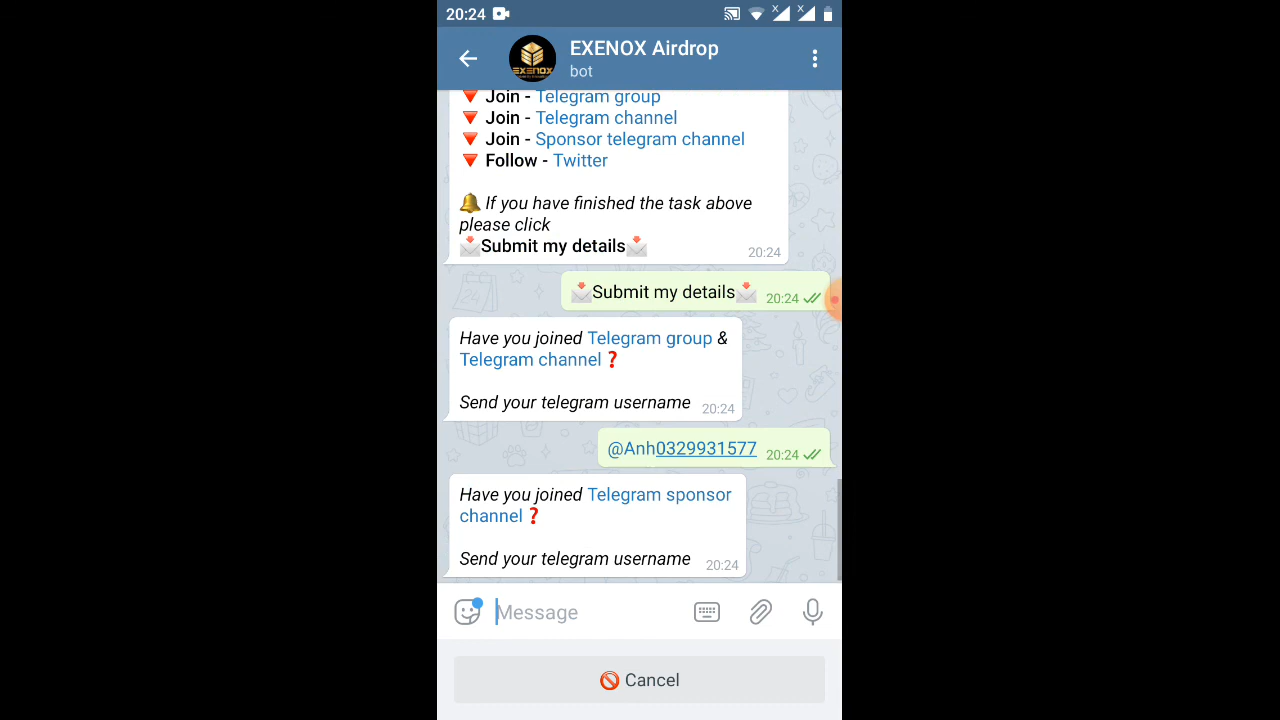 20:24
EXENOX Airdrop
EXENOX
bot
🔻 Join - Telegram group
🔻 Join - Telegram channel
🔻 Join - Sponsor telegram channel
🔻 Follow - Twitter
🔔 If you have finished the task above
please click
📩Submit my details📩
20:24
📩Submit my details📩 20:24
Have you joined Telegram group &
Telegram channel ❓
Send your telegram username 20:24
@Anh0329931577 20:24
Have you joined Telegram sponsor
channel ❓
Send your telegram username 20:24
Message
🚫 Cancel